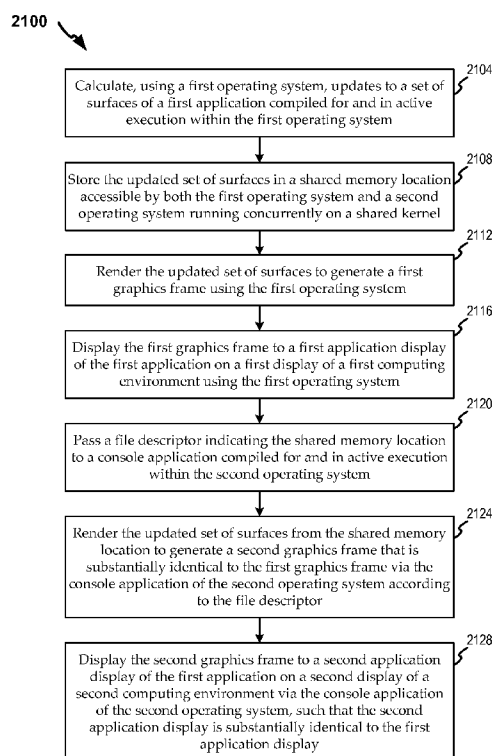 2100
2104
Calculate, using a first operating system, updates to a set of
surfaces of a first application compiled for and in active
execution within the first operating system
2108
Store the updated set of surfaces in a shared memory location
accessible by both the first operating system and a second
operating system running concurrently on a shared kernel
2112
Render the updated set of surfaces to generate a first
graphics frame using the first operating system
2116
Display the first graphics frame to a first application display
of the first application on a first display of a first computing
environment using the first operating system
2120
Pass a file descriptor indicating the shared memory location
to a console application compiled for and in active execution
within the second operating system
2124
Render the updated set of surfaces from the shared memory
location to generate a second graphics frame that is
substantially identical to the first graphics frame via the
console application of the second operating system according
to the file descriptor
2128
Display the second graphics frame to a second application
display of the first application on a second display of a
second computing environment via the console application
of the second operating system, such that the second
application display is substantially identical to the first
application display